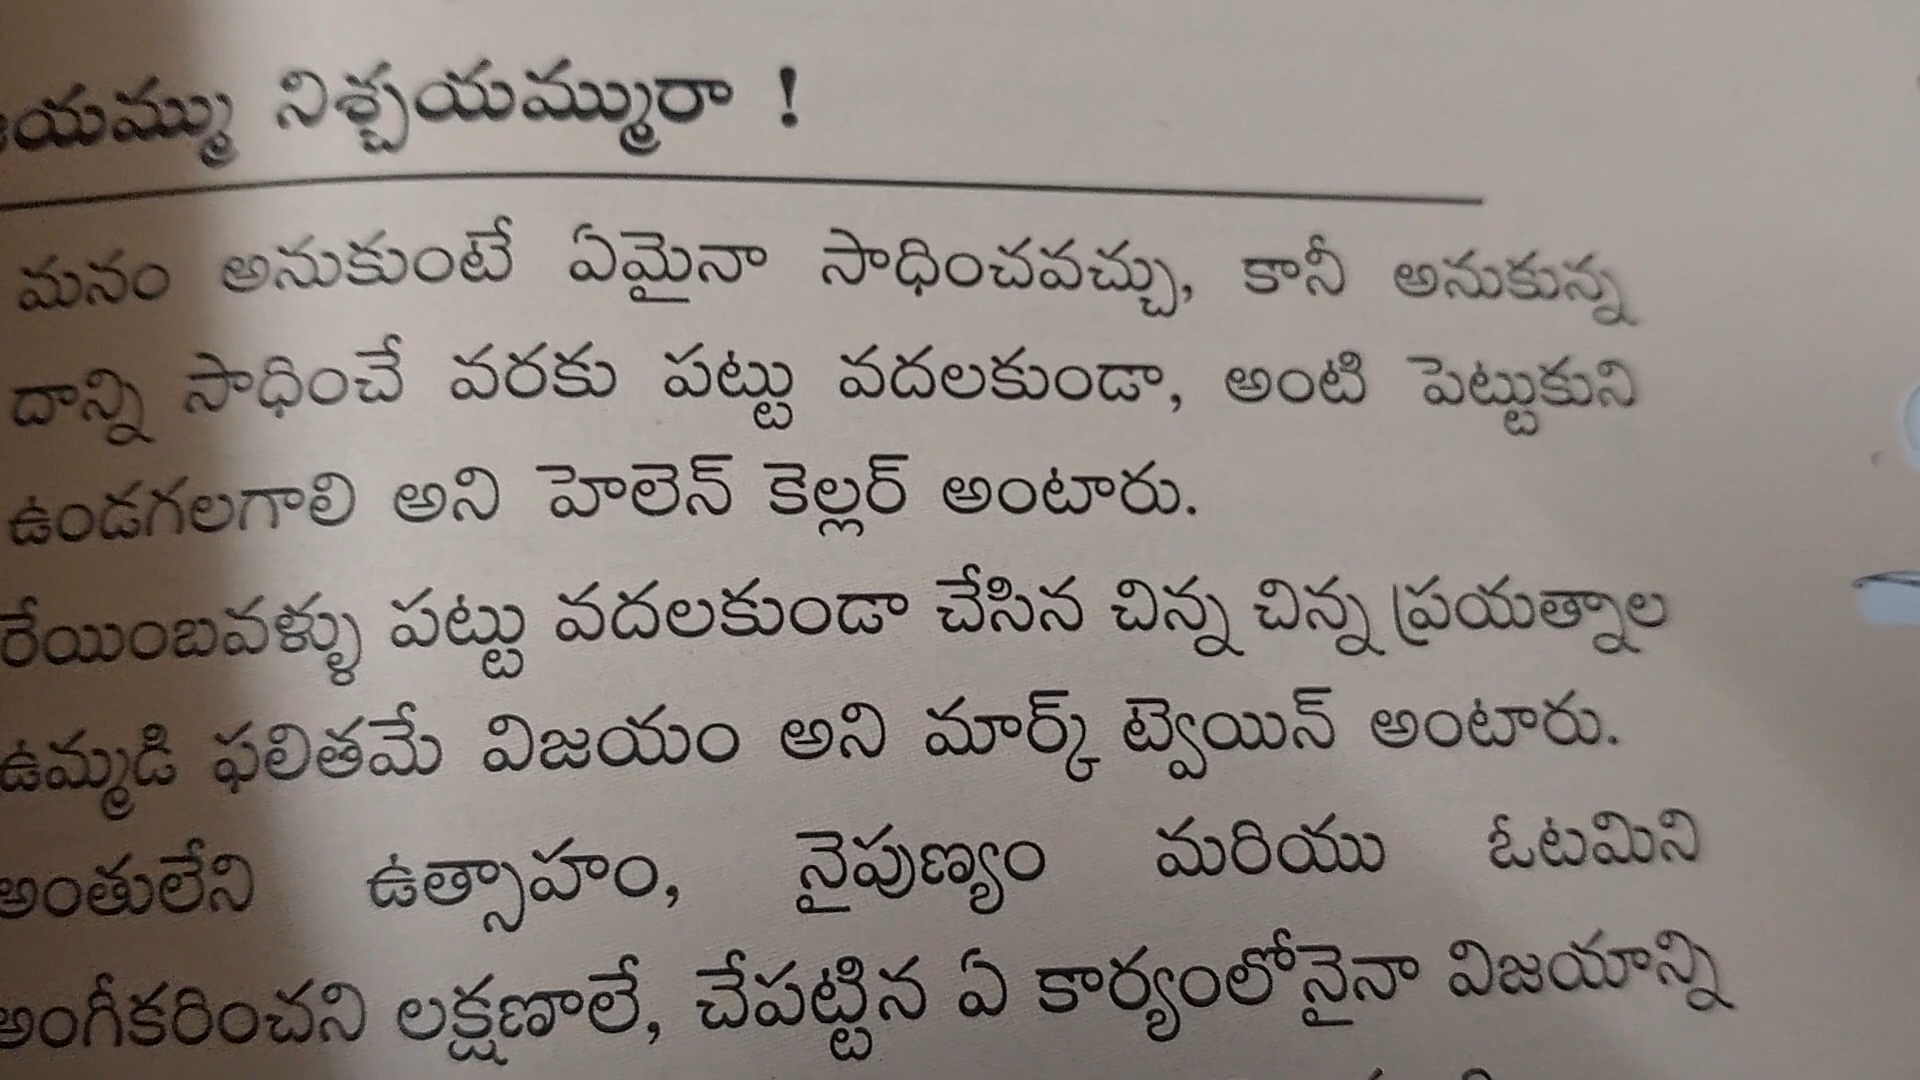 నిశ్చయమ్మురా !
మనం అనుకుంటే ఏమైనా సాధించవచ్చు, కానీ అనుకున్న
దాన్ని సాధించే వరకు పట్టు వదలకుండా, అంటి పెట్టుకుని
ఉండగలగాలి అని హెలెన్ కెల్లర్ అంటారు.
రేయింబవళ్ళు పట్టు వదలకుండా చేసిన చిన్న చిన్న ప్రయత్నాల
ఉమ్మడి ఫలితమే విజయం అని మార్క్ ట్వెయిన్ అంటారు.
అంతులేని ఉత్సాహం, నైపుణ్యం మరియు ఓటమిని
అంగీకరించని లక్షణాలే, చేపట్టిన ఏ కార్యంలోనైనా విజయాన్ని